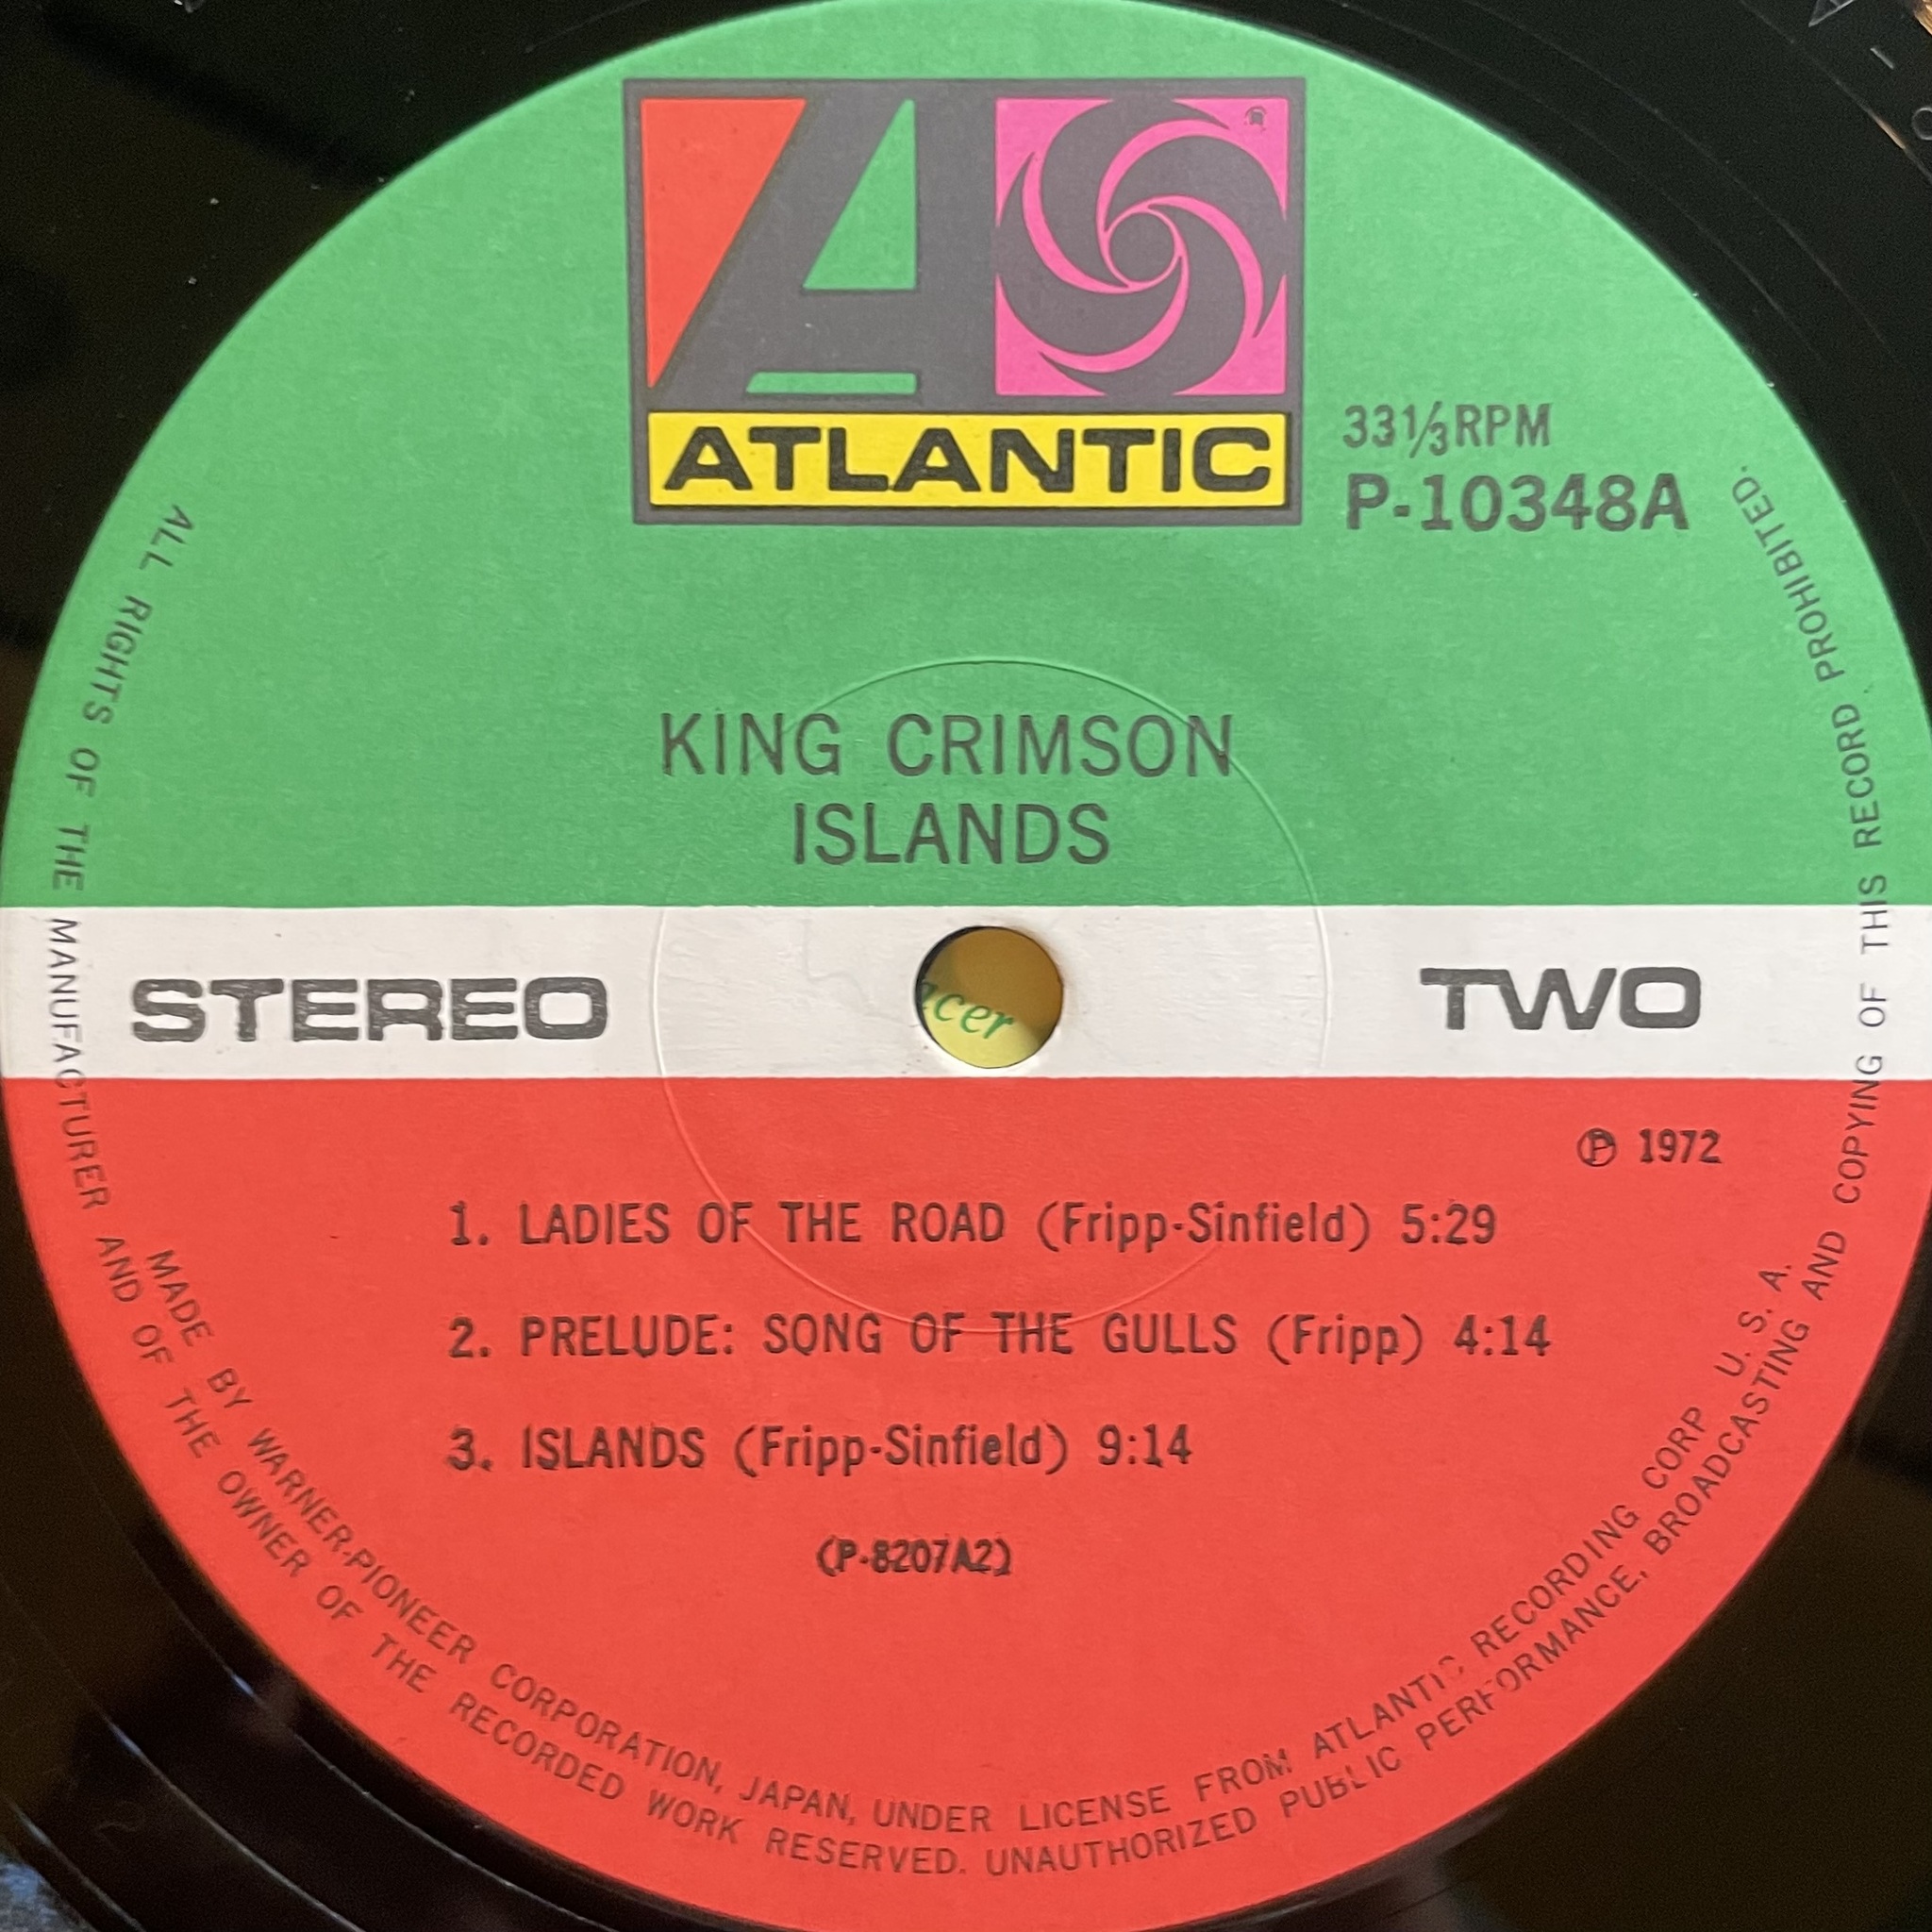 ATLANTIC
33⅓RPM
P-10348A
KING CRIMSON
ISLANDS
STEREO
TWO
℗ 1972
1. LADIES OF THE ROAD (Fripp-Sinfield) 5:29
2. PRELUDE: SONG OF THE GULLS (Fripp) 4:14
3. ISLANDS (Fripp-Sinfield) 9:14
(P-8207A2)
MADE BY WARNER-PIONEER CORPORATION, JAPAN, UNDER LICENSE FROM ATLANTIC RECORDING CORP U. S. A.
ALL RIGHTS OF THE MANUFACTURER AND OF THE OWNER OF THE RECORDED WORK RESERVED. UNAUTHORIZED PUBLIC PERFORMANCE, BROADCASTING AND COPYING OF THIS RECORD PROHIBITED.